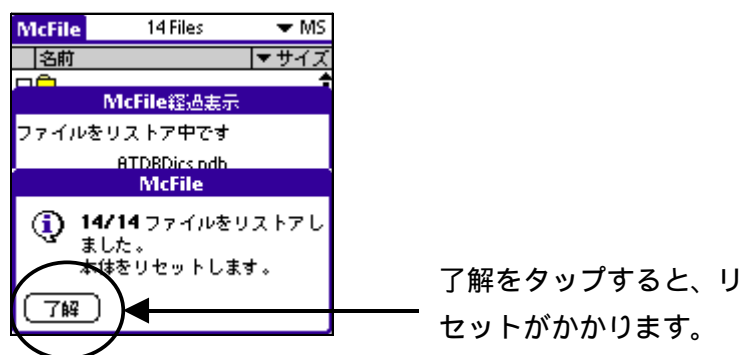 McFile 14 Files ▼ MS
名前 ▼ サイズ
McFile経過表示
ファイルをリストア中です
ATDBDics.pdb
McFile
14/14 ファイルをリストアし
ました。
本体をリセットします。
了解
了解をタップすると、リ
セットがかかります。